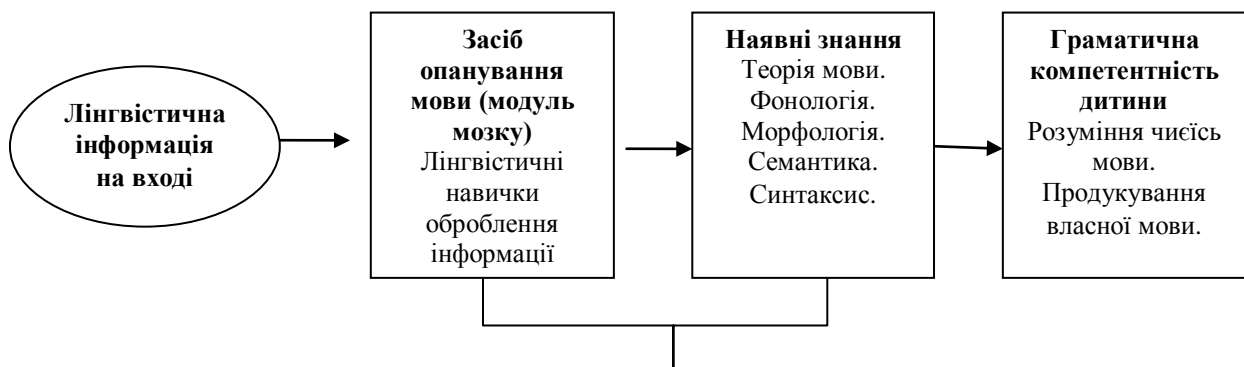 Лінгвістична
інформація
на вході
Засіб
опанування
мови (модуль
мозку)
Лінгвістичні
навички
оброблення
інформації
Наявні знання
Теорія мови.
Фонологія.
Морфологія.
Семантика.
Синтаксис.
Граматична
компетентність
дитини
Розуміння чиєїсь
мови.
Продукування
власної мови.